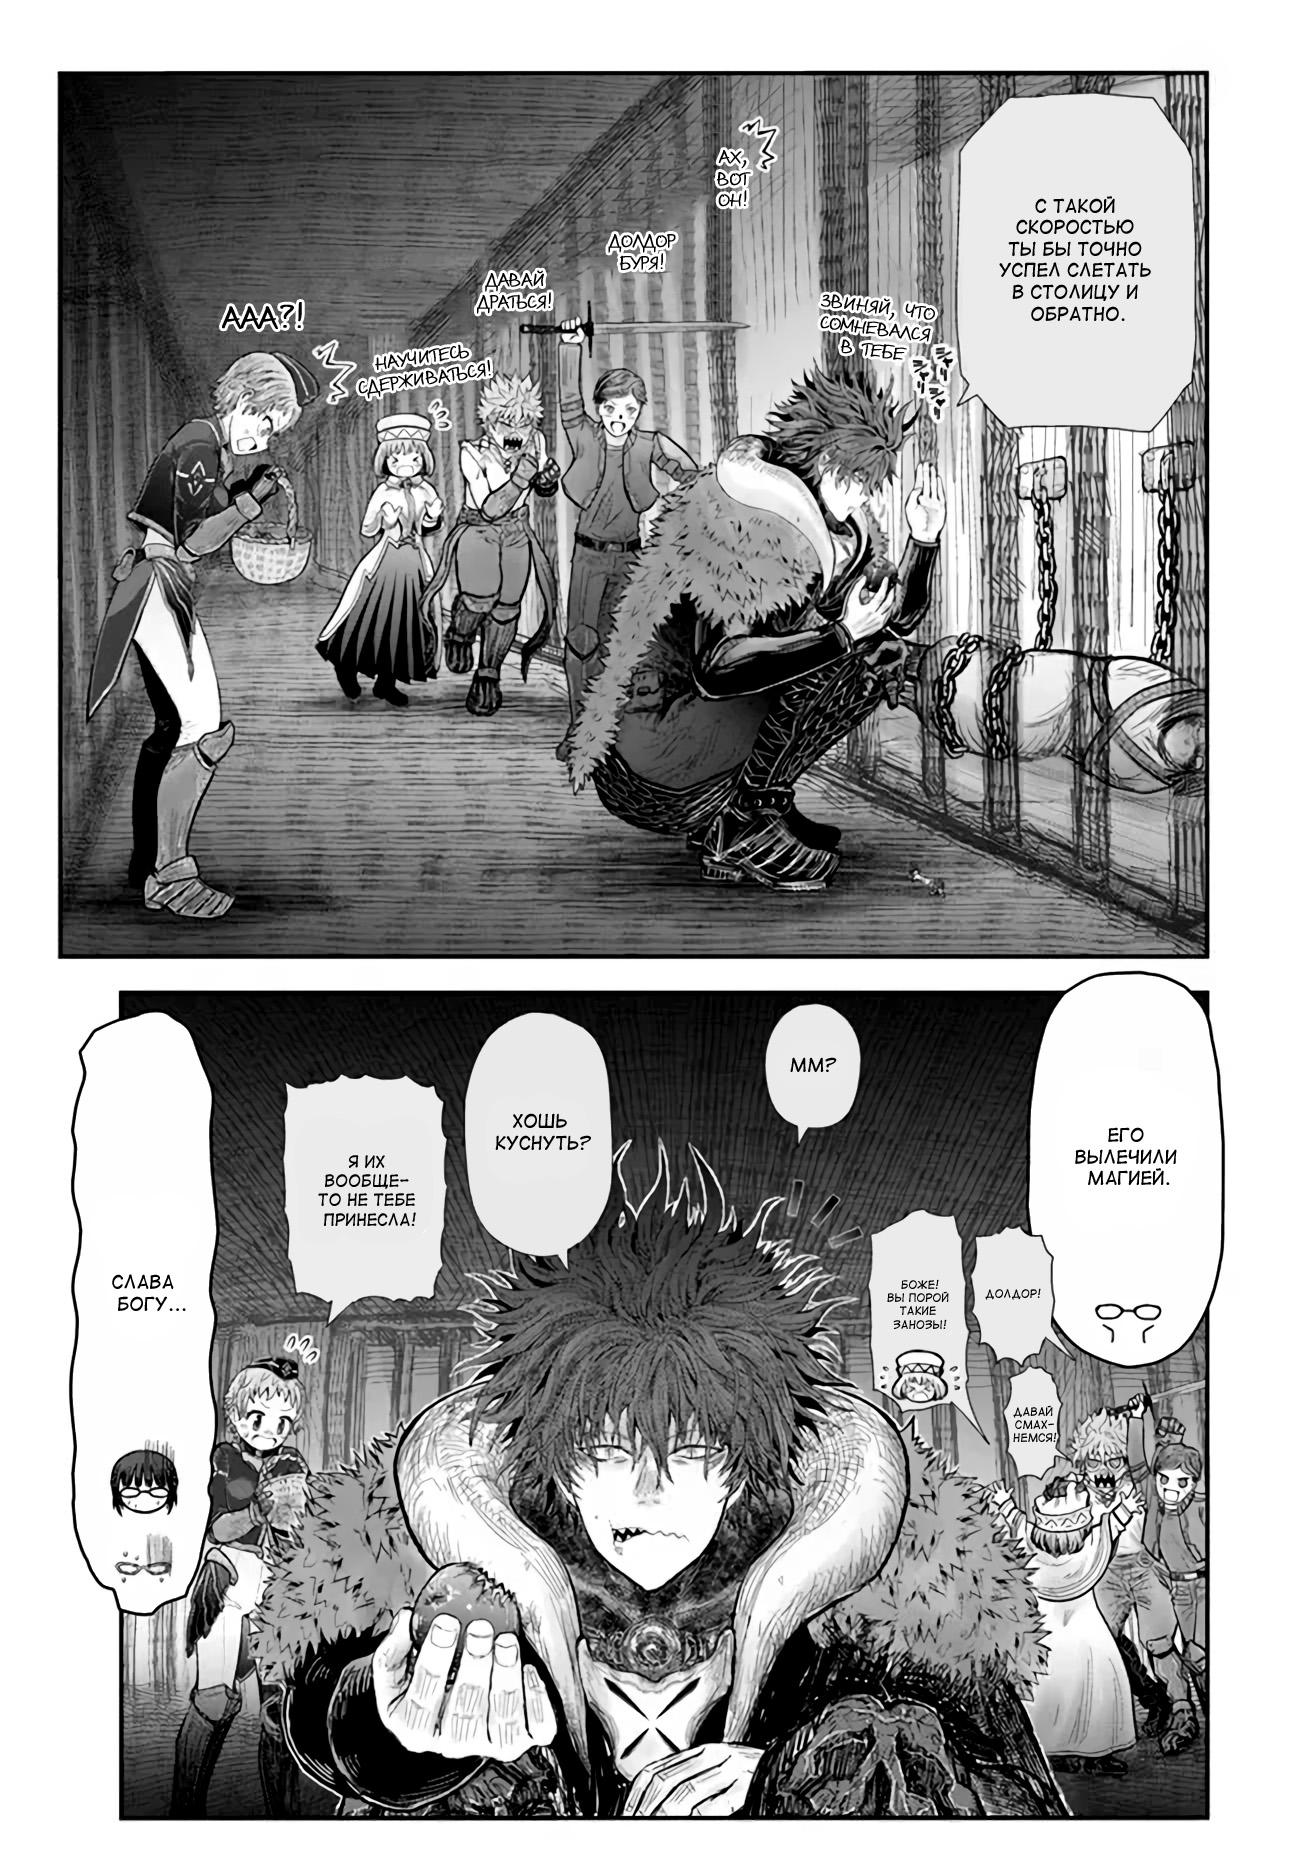 С ТАКОЙ
СКОРОСТЬЮ
ТЫ БЫ ТОЧНО
УСПЕЛ СЛЕТАТЬ
В СТОЛИЦУ И
ОБРАТНО.
АХ,
ВОТ
ОН!
ЗВИНЯЙ, ЧТО
СОМНЕВАЛСЯ
В ТЕБЕ
ДОЛДОР
БУРЯ!
ДАВАЙ
ДРАТЬСЯ!
НАУЧИТЕСЬ
СДЕРЖИВАТЬСЯ!
ААА?!
ЕГО
ВЫЛЕЧИЛИ
МАГИЕЙ.
ММ?
ХОШЬ
КУСНУТЬ?
Я ИХ
ВООБЩЕ-
ТО НЕ ТЕБЕ
ПРИНЕСЛА!
ДОЛДОР!
БОЖЕ!
ВЫ ПОРОЙ
ТАКИЕ
ЗАНОЗЫ!
ДАВАЙ
СМАХ-
НЕМСЯ!
СЛАВА
БОГУ...